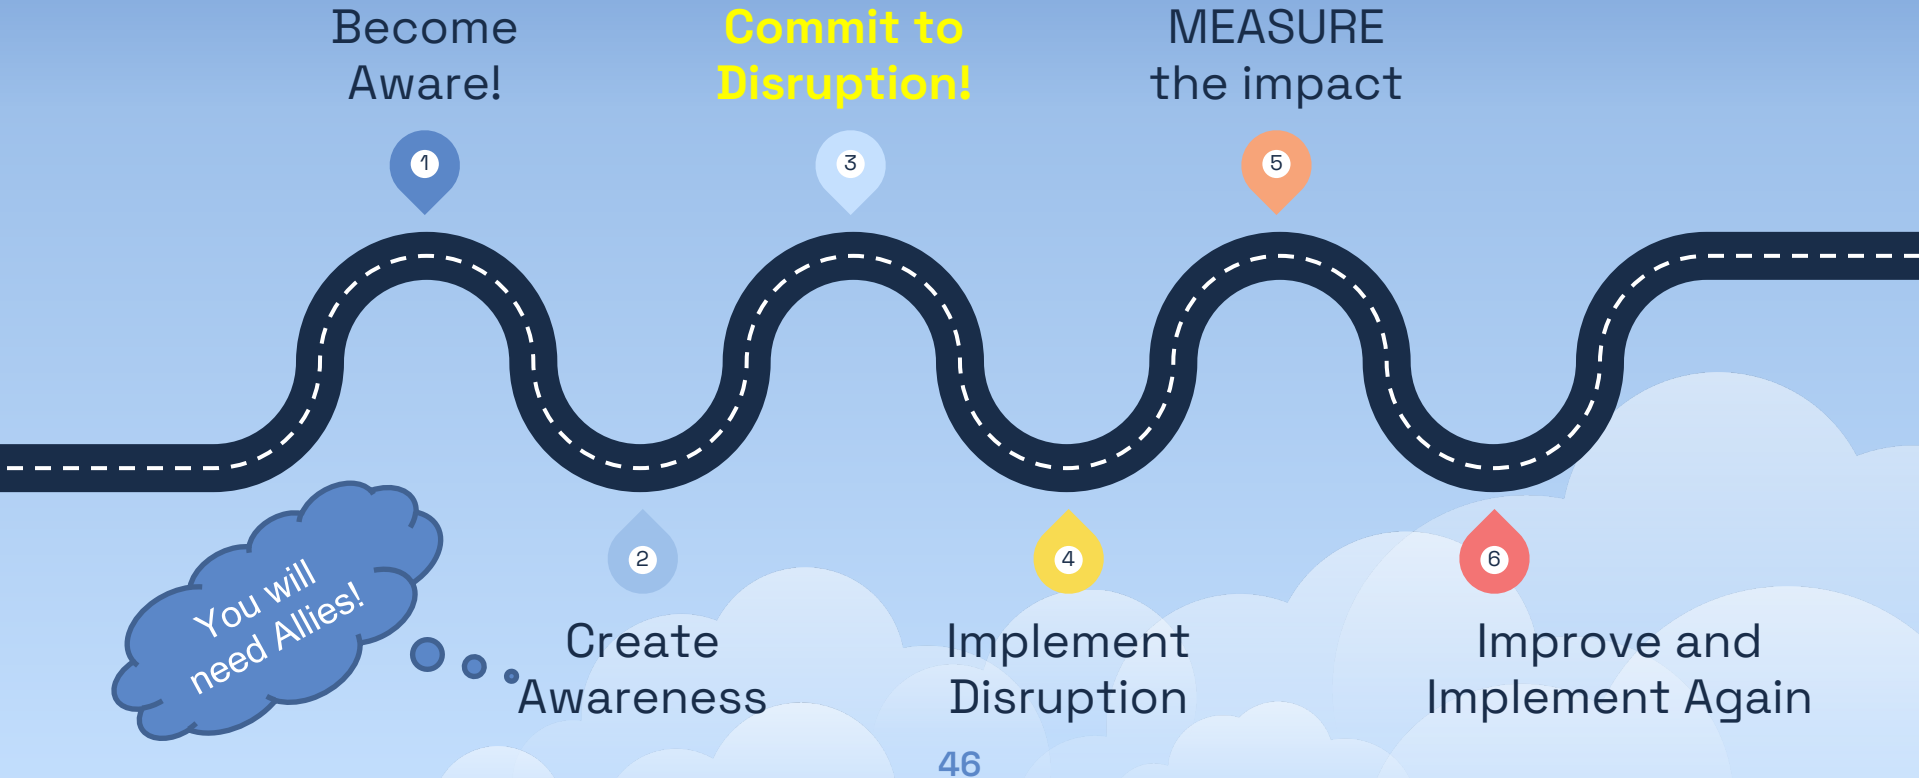 Become
Aware!
Commit to
Disruption!
MEASURE
the impact
1
3
5
2
4
6
You will
need Allies!
Create
Awareness
Implement
Disruption
Improve and
Implement Again
46